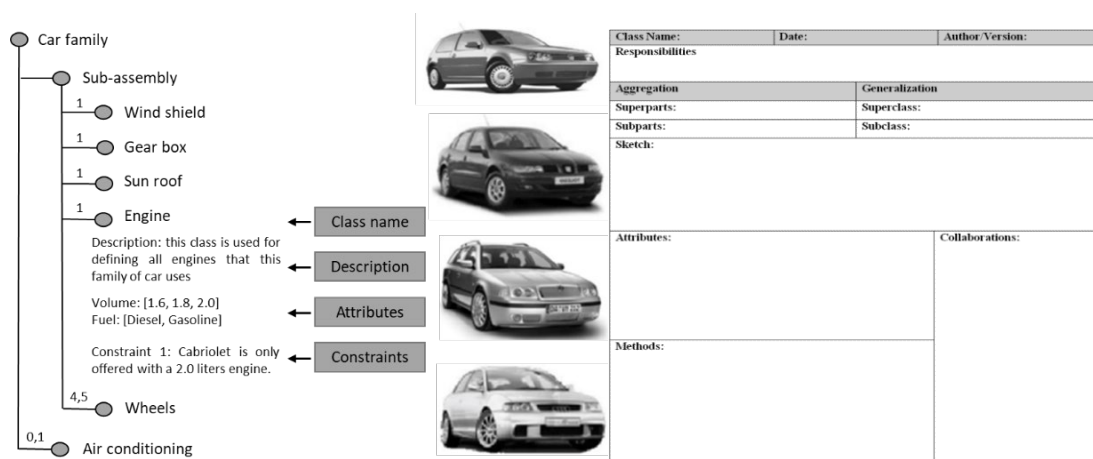 Car family
Sub-assembly
1
Wind shield
1
Gear box
1
Sun roof
1
Engine
Description: this class is used for
defining all engines that this
family of car uses
Volume: [1.6, 1.8, 2.0]
Fuel: [Diesel, Gasoline]
Constraint 1: Cabriolet is only
offered with a 2.0 liters engine.
4,5
Wheels
0,1
Air conditioning
Class name
Description
Attributes
Constraints
Class Name:
Date:
Author/Version:
Responsibilities
Aggregation
Generalization
Superparts:
Superclass:
Subparts:
Subclass:
Sketch:
Attributes:
Collaborations:
Methods: